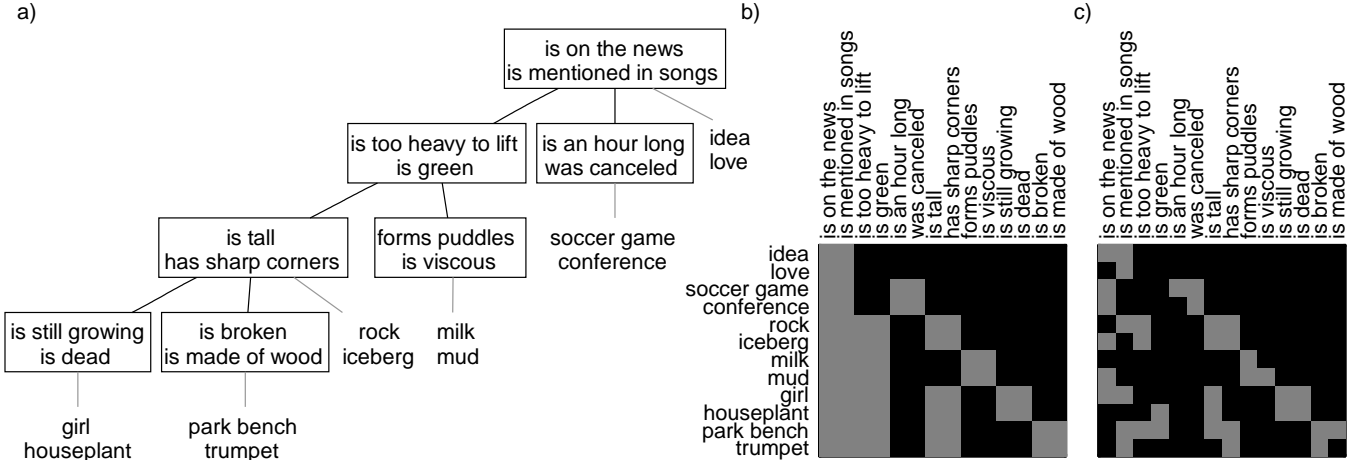 a)
is on the news
is mentioned in songs
is too heavy to lift
is green
is an hour long
was canceled
idea
love
is tall
has sharp corners
forms puddles
is viscous
soccer game
conference
is still growing
is dead
is broken
is made of wood
rock
iceberg
milk
mud
girl
houseplant
park bench
trumpet
b)
is on the news
is mentioned in songs
is too heavy to lift
is green
is an hour long
was canceled
is tall
has sharp corners
forms puddles
is viscous
is still growing
is dead
is broken
is made of wood
idea
love
soccer game
conference
rock
iceberg
milk
mud
girl
houseplant
park bench
trumpet
c)
is on the news
is mentioned in songs
is too heavy to lift
is green
is an hour long
was canceled
is tall
has sharp corners
forms puddles
is viscous
is still growing
is dead
is broken
is made of wood